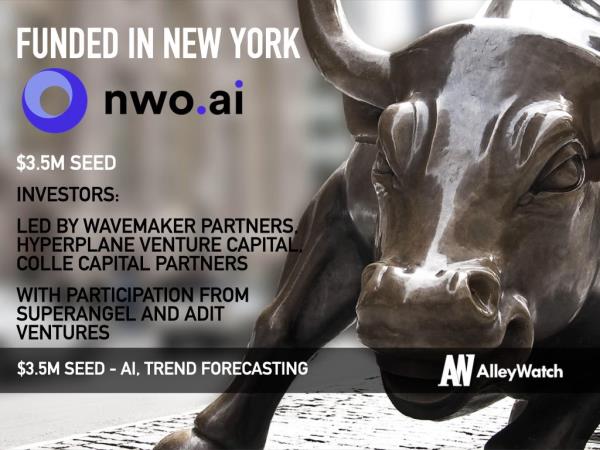 FUNDED IN NEW YORK
nwo.ai
$3.5M SEED
INVESTORS:
LED BY WAVEMAKER PARTNERS,
HYPERPLANE VENTURE CAPITAL,
COLLE CAPITAL PARTNERS
WITH PARTICIPATION FROM
SUPERANGEL AND ADIT
VENTURES
$3.5M SEED - AI, TREND FORECASTING
AW AlleyWatch